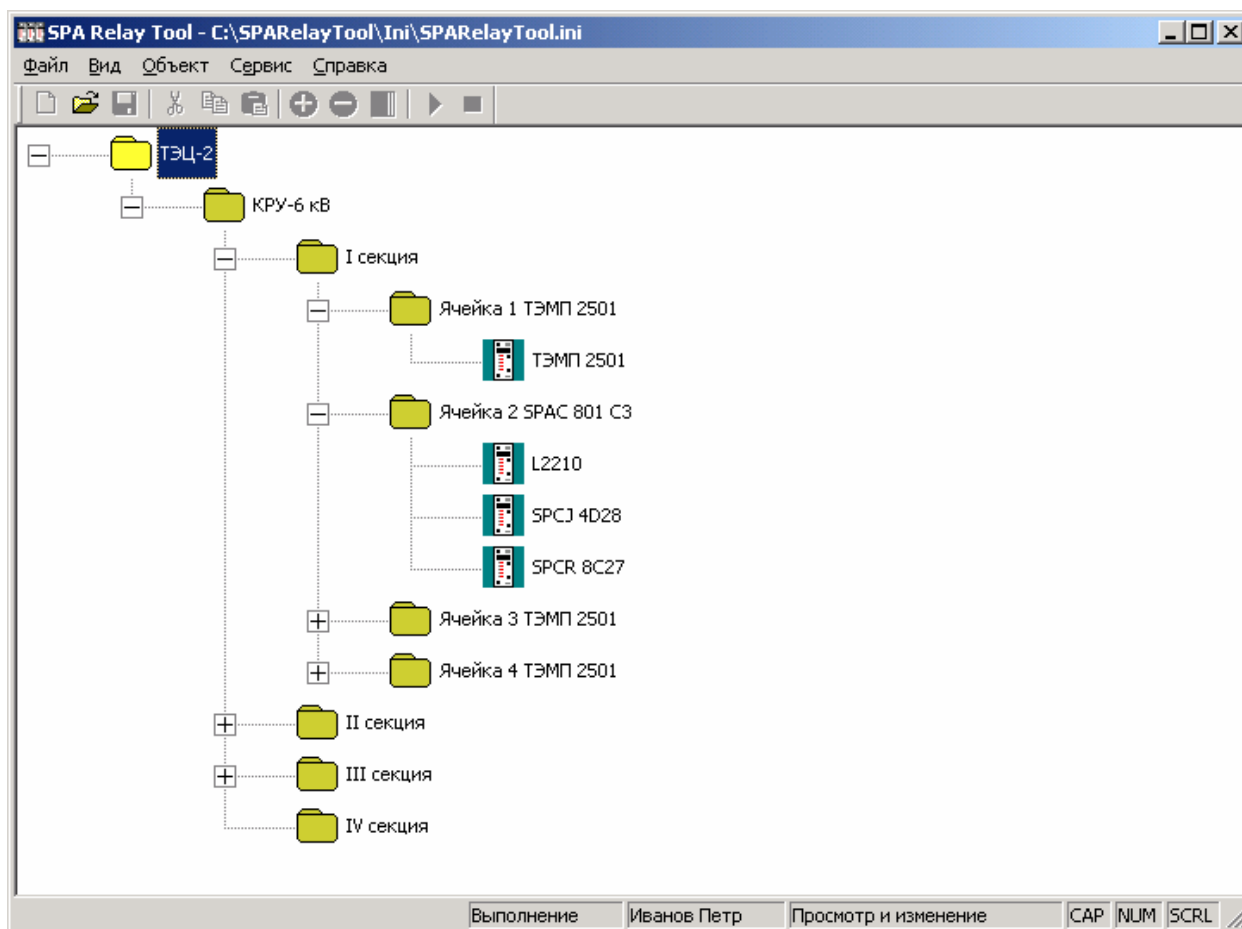 SPA Relay Tool - C:\SPARelayTool\Ini\SPARelayTool.ini
Файл Вид Объект Сервис Справка
ТЭЦ-2
КРУ-6 кВ
I секция
Ячейка 1 ТЭМП 2501
ТЭМП 2501
Ячейка 2 SPAC 801 C3
L2210
SPCJ 4D28
SPCR 8C27
Ячейка 3 ТЭМП 2501
Ячейка 4 ТЭМП 2501
II секция
III секция
IV секция
Выполнение Иванов Петр Просмотр и изменение CAP NUM SCRL